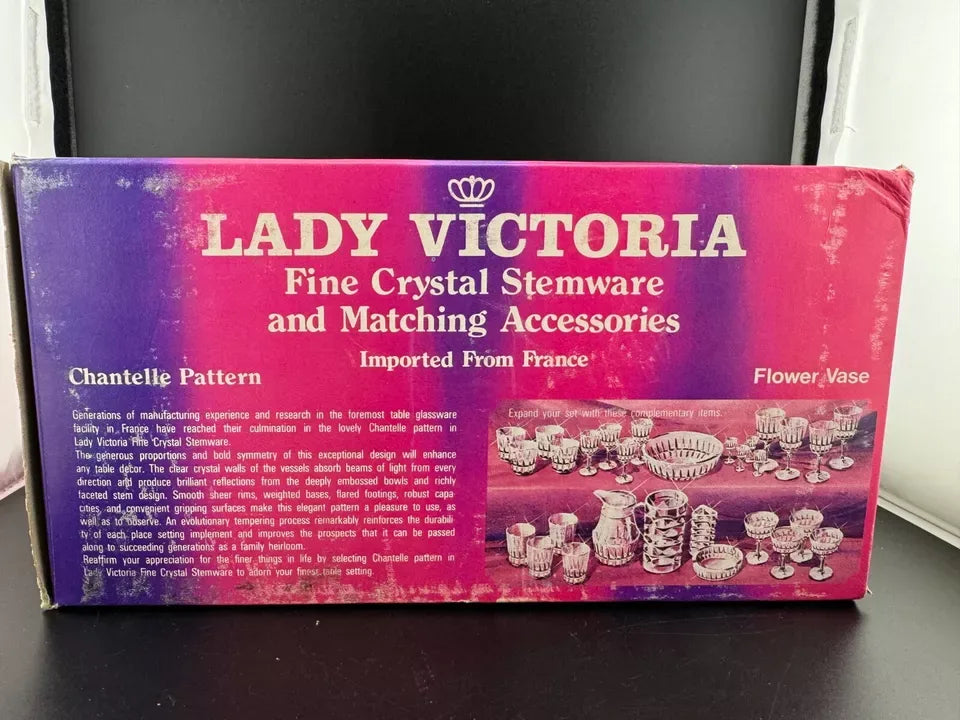 LADY VICTORIA
Fine Crystal Stemware
and Matching Accessories
Imported From France
Chantelle Pattern
Flower Vase
Generations of manufacturing experience and research in the foremost table glassware
facility in France have reached their culmination in the lovely Chantelle pattern in
Lady Victoria Fine Crystal Stemware.
The generous proportions and bold symmetry of this exceptional design will enhance
any table decor. The clear crystal walls of the vessels absorb beams of light from every
direction and produce brilliant reflections from the deeply embossed bowls and richly
faceted stem design. Smooth sheer rims, weighted bases, flared footings, robust capa-
cities, and convenient gripping surfaces make this elegant pattern a pleasure to use, as
well as to observe. An evolutionary tempering process remarkably reinforces the durabili
ty of each place setting implement and improves the prospects that it can be passed
along to succeeding generations as a family heirloom.
Reaffirm your appreciation for the finer things in life by selecting Chantelle pattern in
Lady Victoria Fine Crystal Stemware to adorn your finest table setting.
Expand your set with these complementary items.